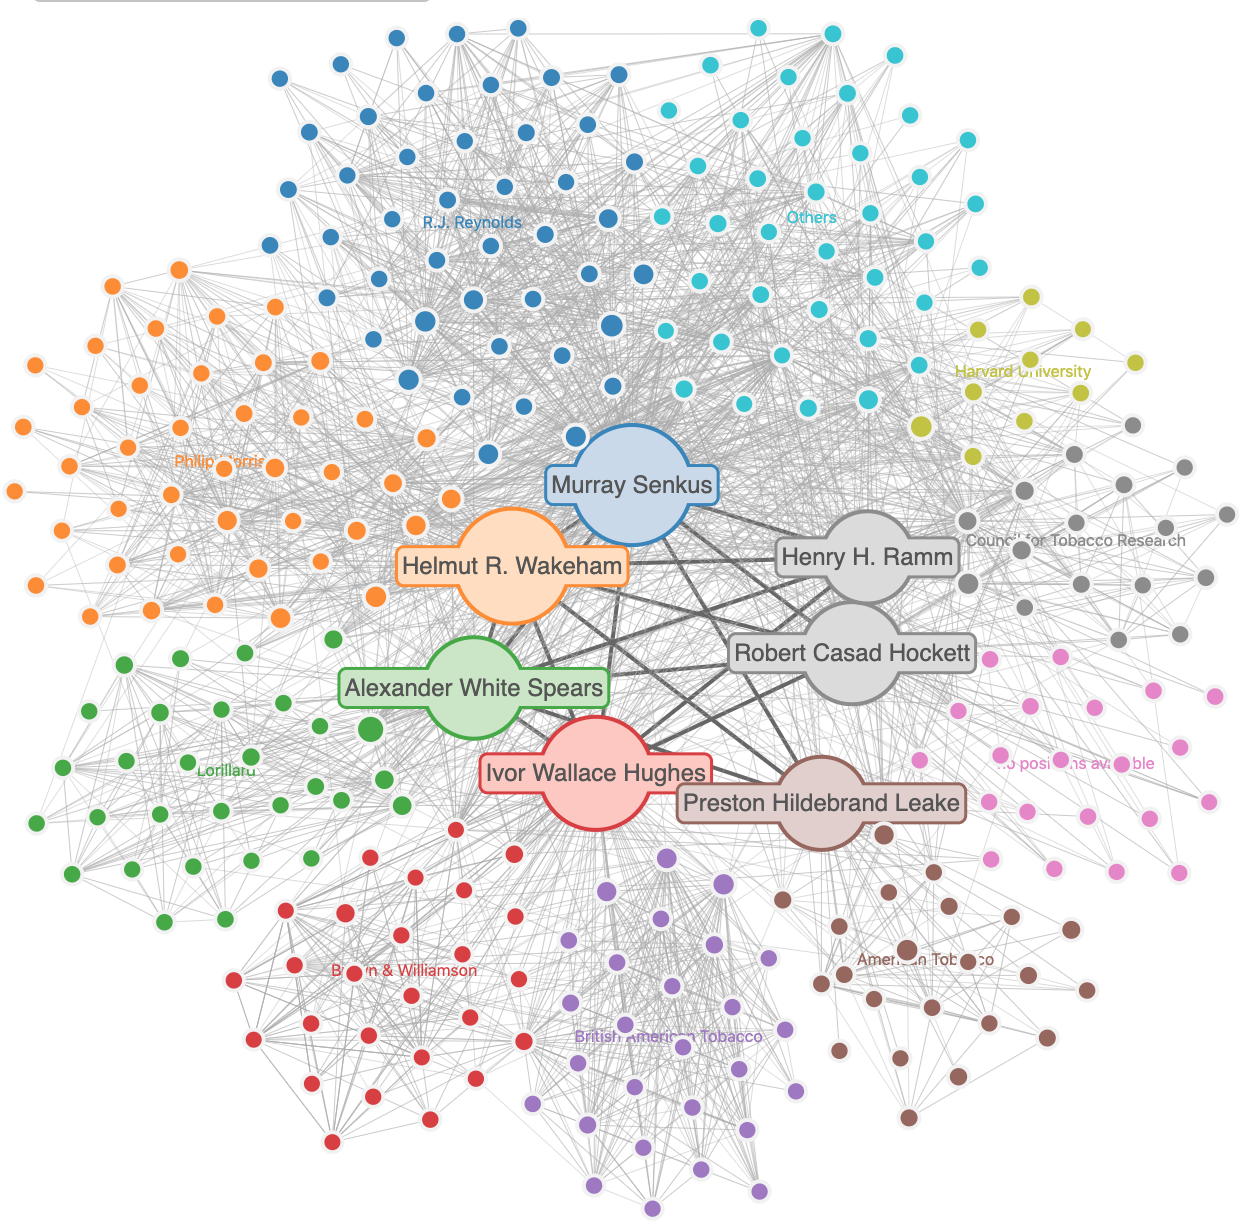 R.J. Reynolds
Others
Harvard University
Philip Morris
Murray Senkus
Council for Tobacco Research
Henry H. Ramm
Helmut R. Wakeham
Robert Casad Hockett
Alexander White Spears
Lorillard
Ivor Wallace Hughes
No positions available
Preston Hildebrand Leake
American Tobacco
Brown & Williamson
British American Tobacco